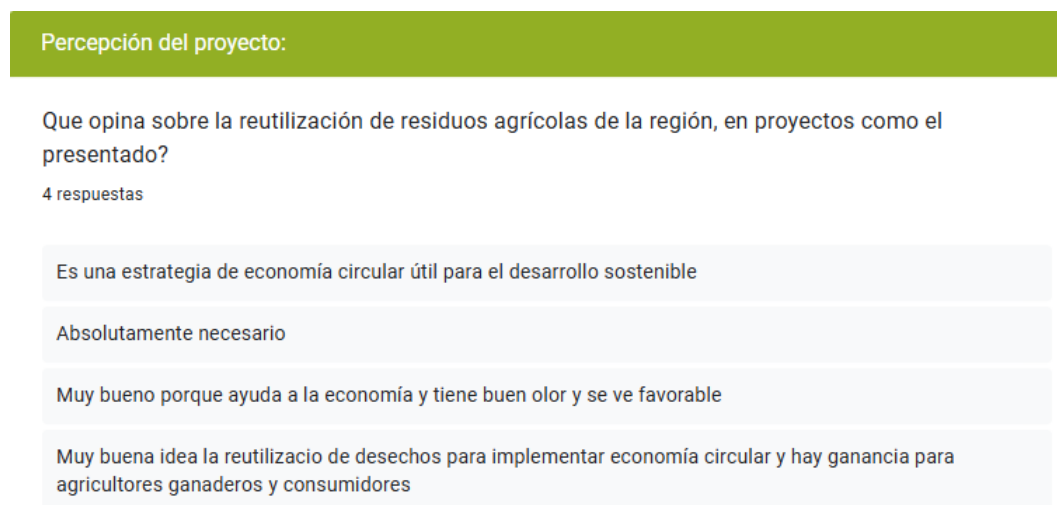 Percepción del proyecto:
Que opina sobre la reutilización de residuos agrícolas de la región, en proyectos como el
presentado?
4 respuestas
Es una estrategia de economía circular útil para el desarrollo sostenible
Absolutamente necesario
Muy bueno porque ayuda a la economía y tiene buen olor y se ve favorable
Muy buena idea la reutilizacio de desechos para implementar economía circular y hay ganancia para
agricultores ganaderos y consumidores